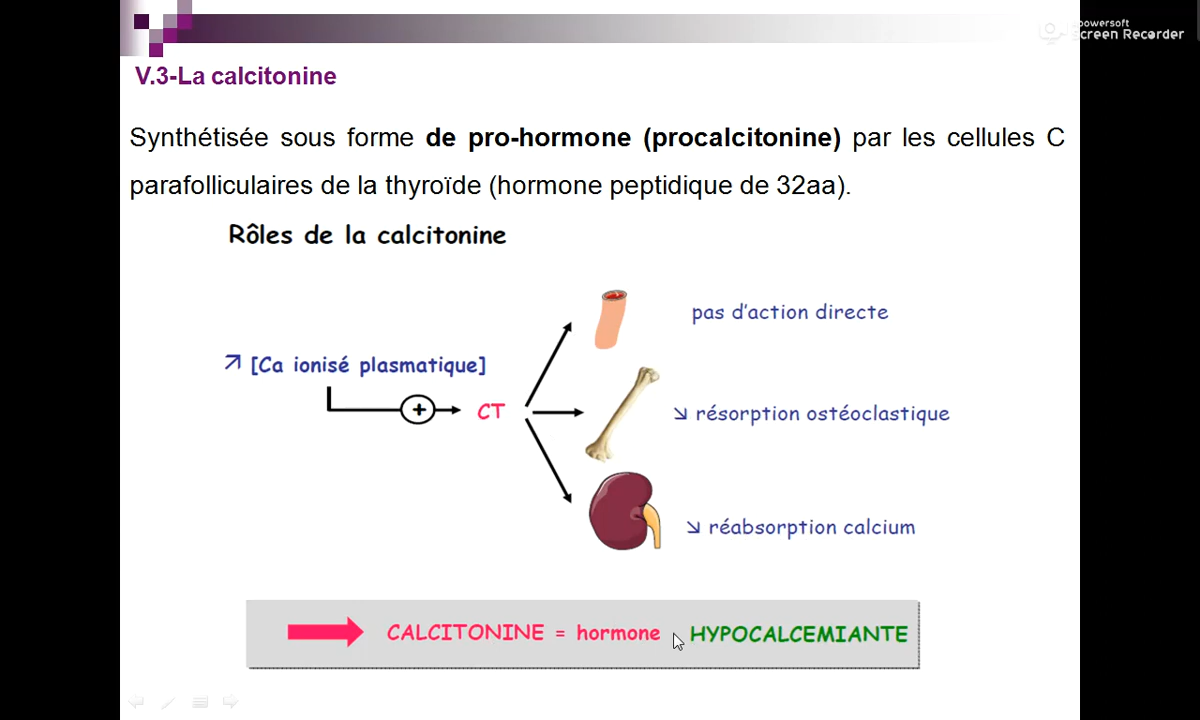 powersoft
Screen Recorder
V.3-La calcitonine
Synthétisée sous forme de pro-hormone (procalcitonine) par les cellules C
parafolliculaires de la thyroïde (hormone peptidique de 32aa).
Rôles de la calcitonine
pas d'action directe
↗ [Ca ionisé plasmatique]
+
CT
↘ résorption ostéoclastique
↘ réabsorption calcium
CALCITONINE = hormone HYPOCALCEMIANTE